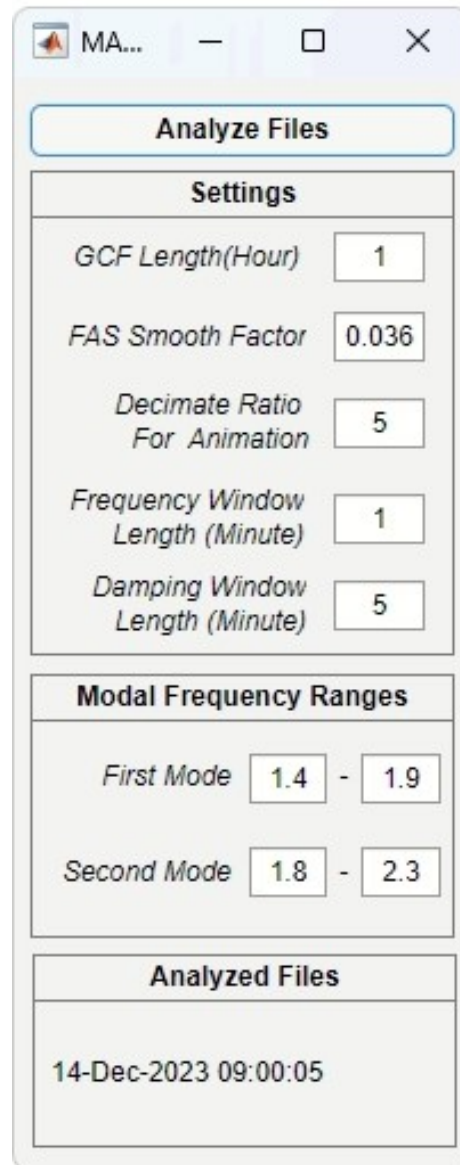 MA...
Analyze Files
Settings
GCF Length(Hour) 1
FAS Smooth Factor 0.036
Decimate Ratio
For Animation 5
Frequency Window
Length (Minute) 1
Damping Window
Length (Minute) 5
Modal Frequency Ranges
First Mode 1.4 - 1.9
Second Mode 1.8 - 2.3
Analyzed Files
14-Dec-2023 09:00:05